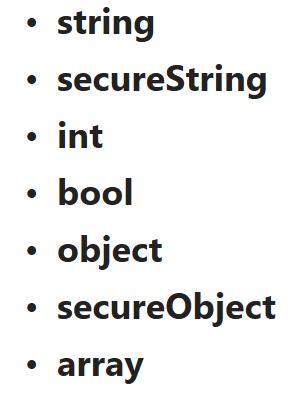 • string
• secureString
• int
• bool
• object
• secureObject
• array